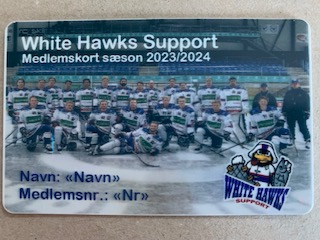 White Hawks Support
Medlemskort sæson 2023/2024
Navn: «Navn»
Medlemsnr.: «Nr»
WHITE HAWKS
SUPPORT